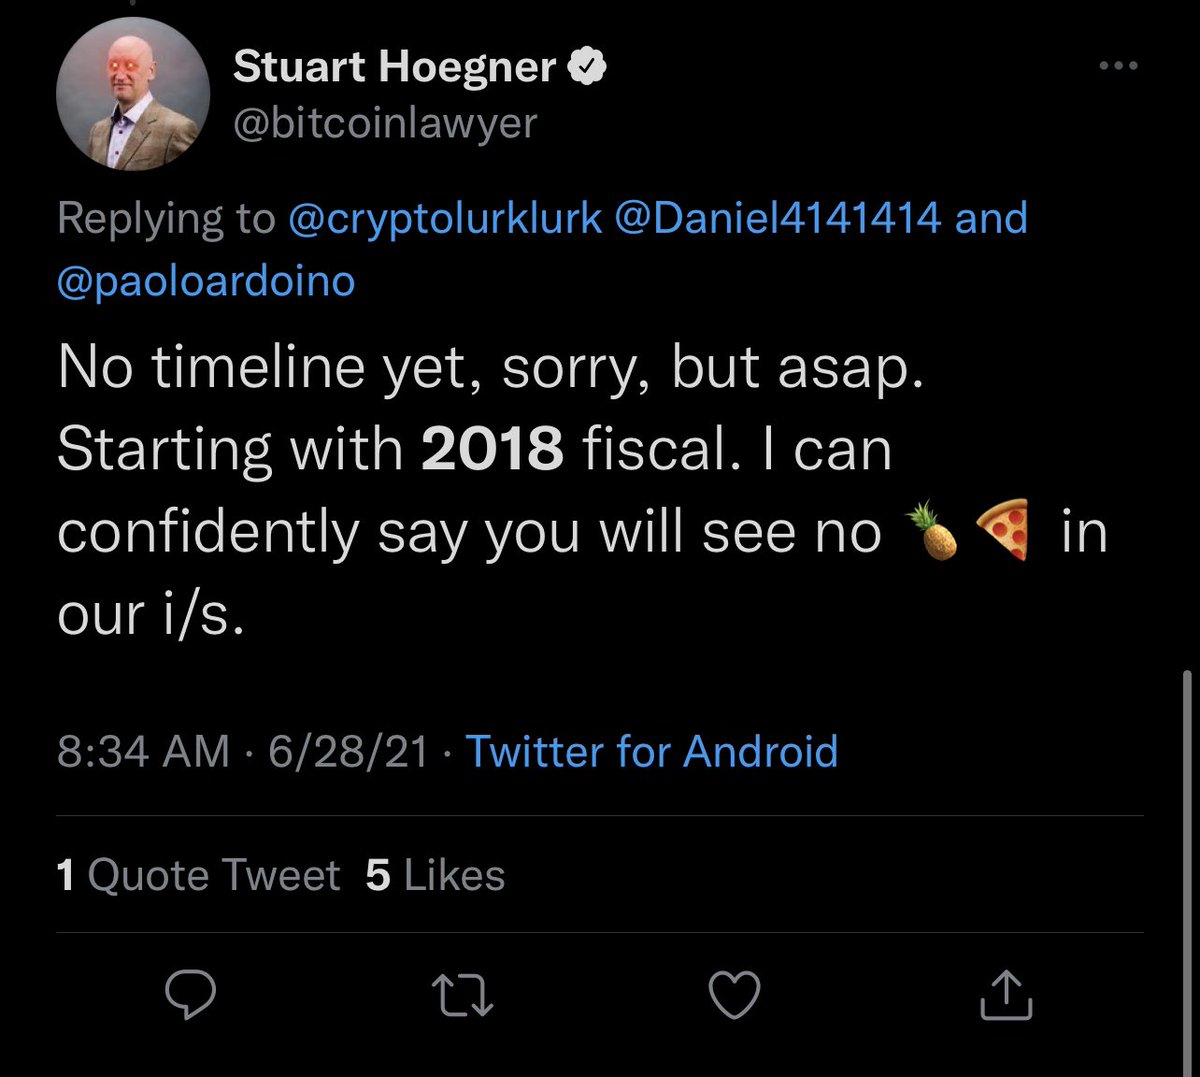 Stuart Hoegner
@bitcoinlawyer
Replying to @cryptolurklurk @Daniel4141414 and
@paoloardoino
No timeline yet, sorry, but asap.
Starting with 2018 fiscal. I can
confidently say you will see no 🍍🍕 in
our i/s.
8:34 AM · 6/28/21 · Twitter for Android
1 Quote Tweet 5 Likes